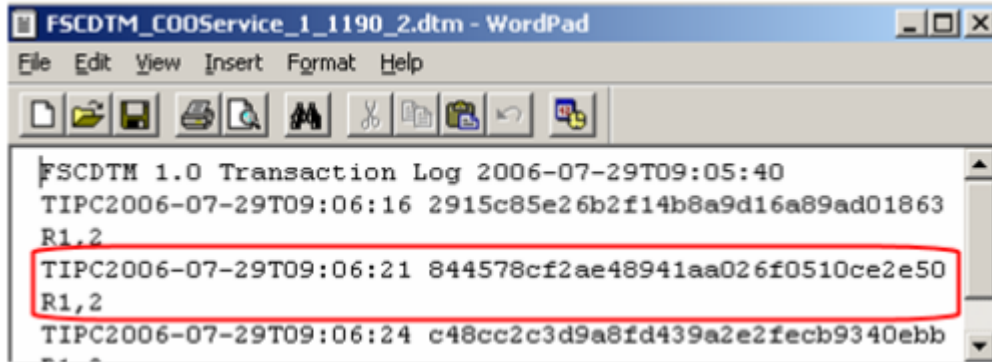 FSCDTM_COOService_1_1190_2.dtm - WordPad
File Edit View Insert Format Help
FSCDTM 1.0 Transaction Log 2006-07-29T09:05:40
TIPC2006-07-29T09:06:16 2915c85e26b2f14b8a9d16a89ad01863
R1,2
TIPC2006-07-29T09:06:21 844578cf2ae48941aa026f0510ce2e50
R1,2
TIPC2006-07-29T09:06:24 c48cc2c3d9a8fd439a2e2fecb9340ebb